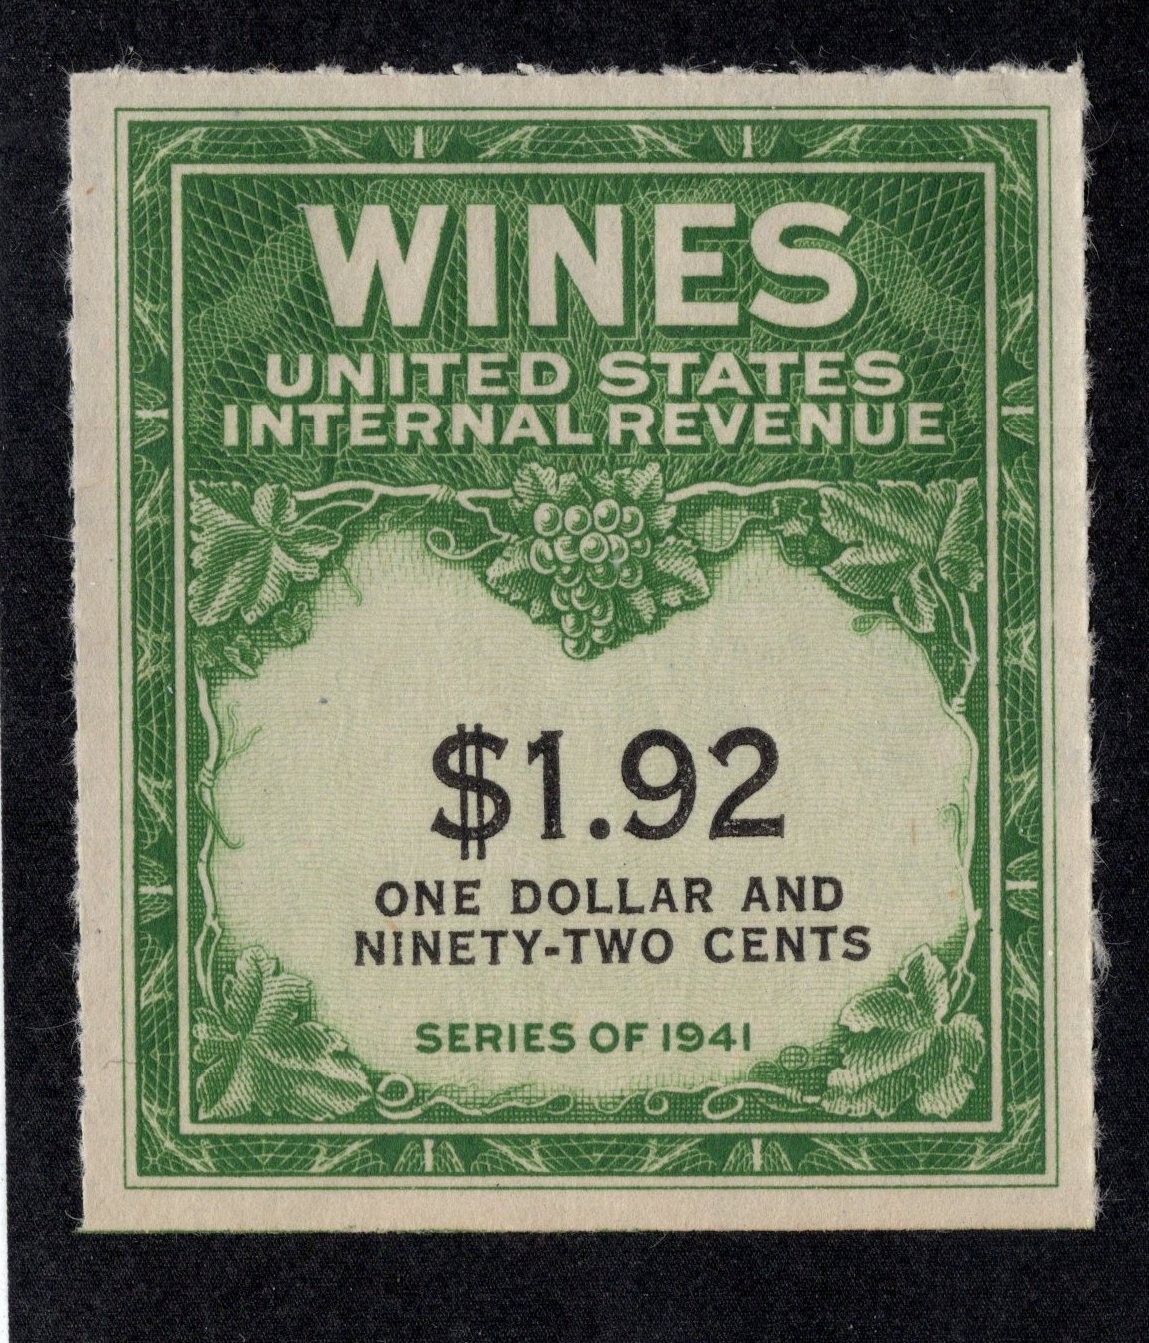 WINES
UNITED STATES
INTERNAL REVENUE
$1.92
ONE DOLLAR AND
NINETY-TWO CENTS
SERIES OF 1941